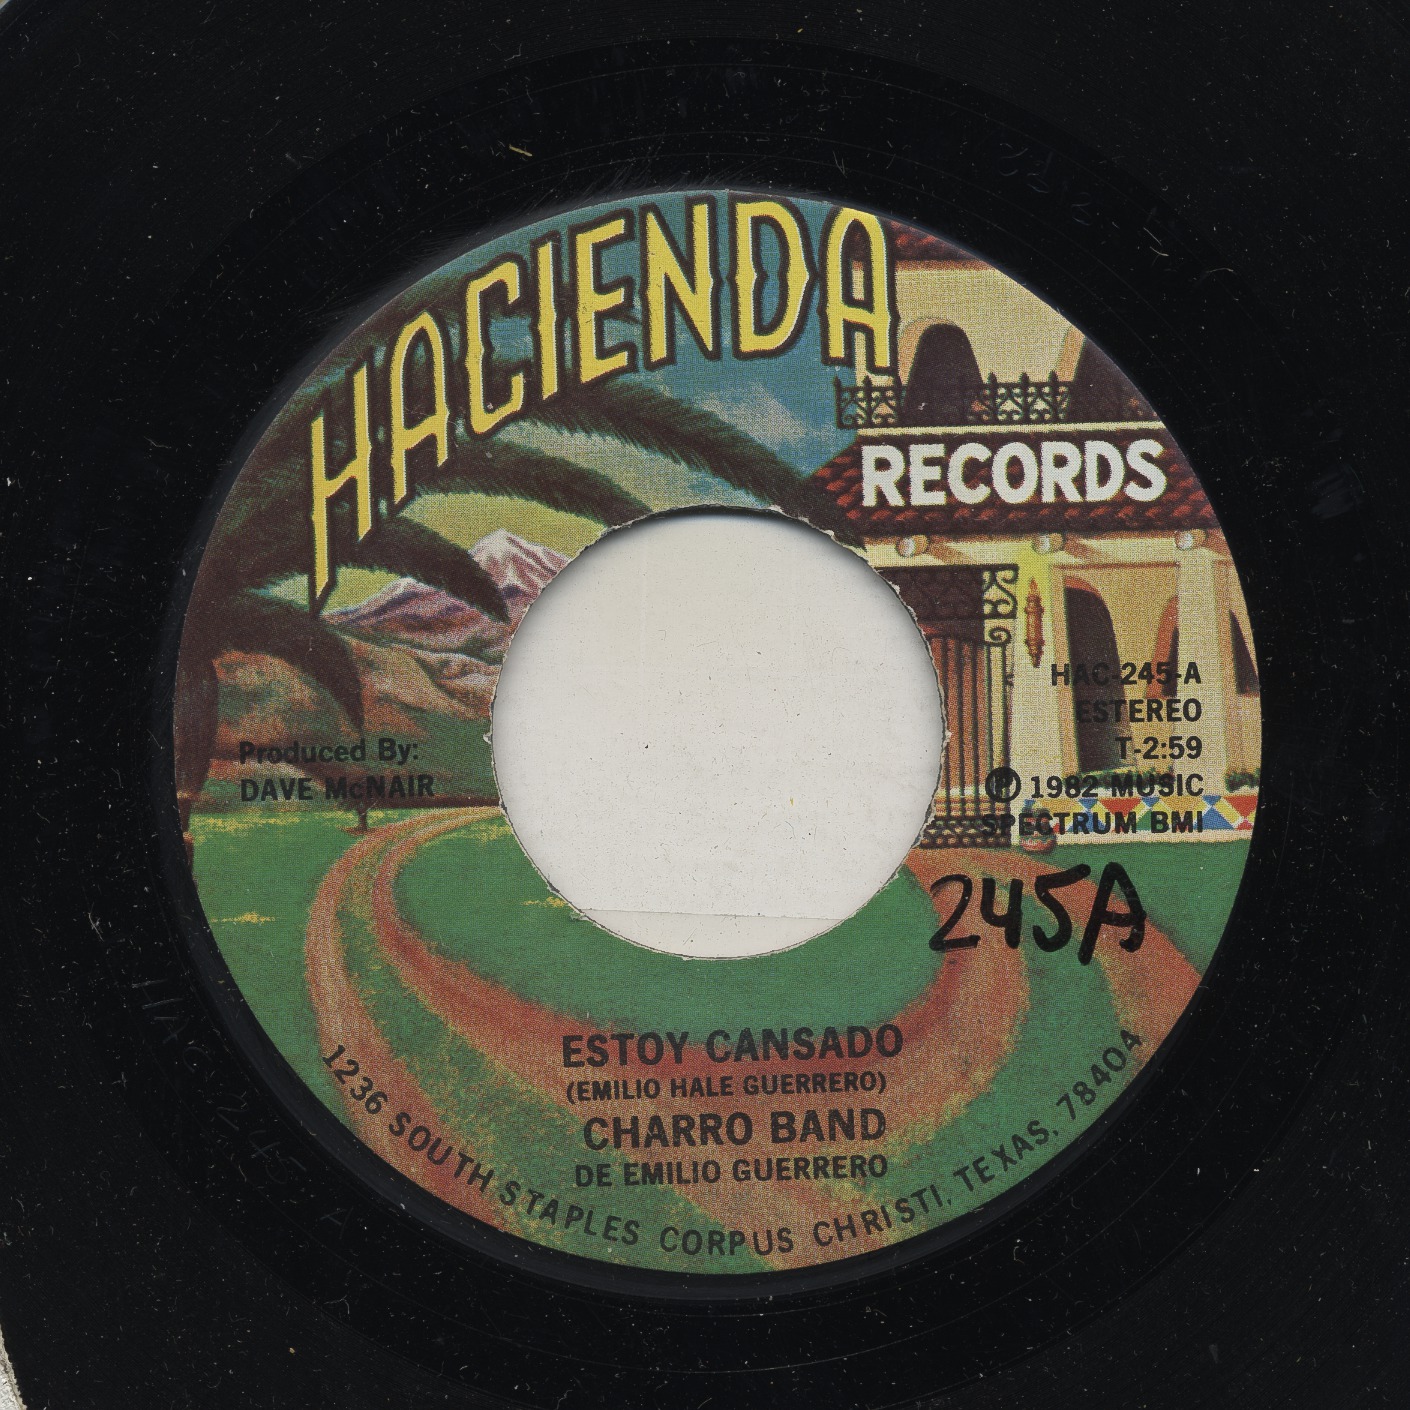 HACIENDA
RECORDS
HAC-245-A
ESTEREO
T-2:59
Ⓟ 1982 MUSIC
SPECTRUM BMI
Produced By:
DAVE McNAIR
245A
ESTOY CANSADO
(EMILIO HALE GUERRERO)
CHARRO BAND
DE EMILIO GUERRERO
1236 SOUTH STAPLES CORPUS CHRISTI, TEXAS. 78404